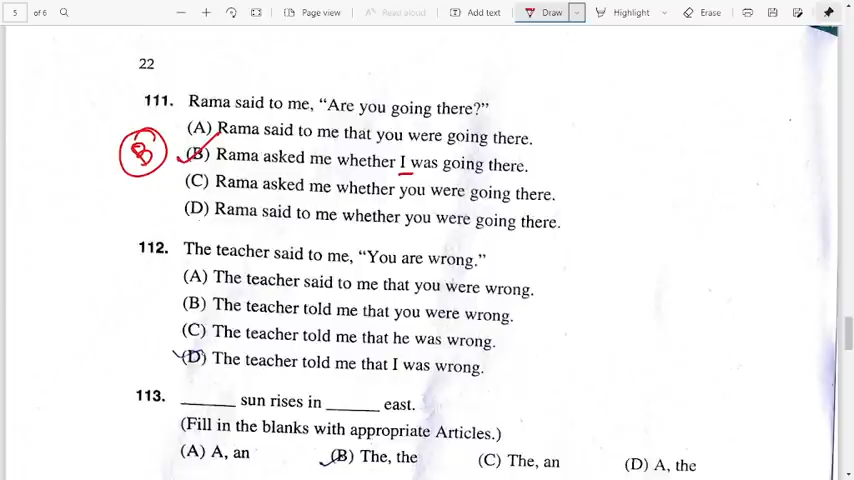 5 of 6 Page view Read aloud Add text Draw Highlight Erase
22
111. Rama said to me, “Are you going there?”
(A) Rama said to me that you were going there.
B (B) Rama asked me whether I was going there.
(C) Rama asked me whether you were going there.
(D) Rama said to me whether you were going there.
112. The teacher said to me, “You are wrong.”
(A) The teacher said to me that you were wrong.
(B) The teacher told me that you were wrong.
(C) The teacher told me that he was wrong.
(D) The teacher told me that I was wrong.
113. ______ sun rises in ______ east.
(Fill in the blanks with appropriate Articles.)
(A) A, an (B) The, the (C) The, an (D) A, the